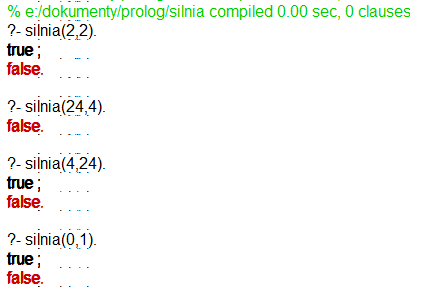 % e:/dokumenty/prolog/silnia compiled 0.00 sec, 0 clauses
?- silnia(2,2).
true ;
false.
?- silnia(24,4).
false.
?- silnia(4,24).
true ;
false.
?- silnia(0,1).
true ;
false.